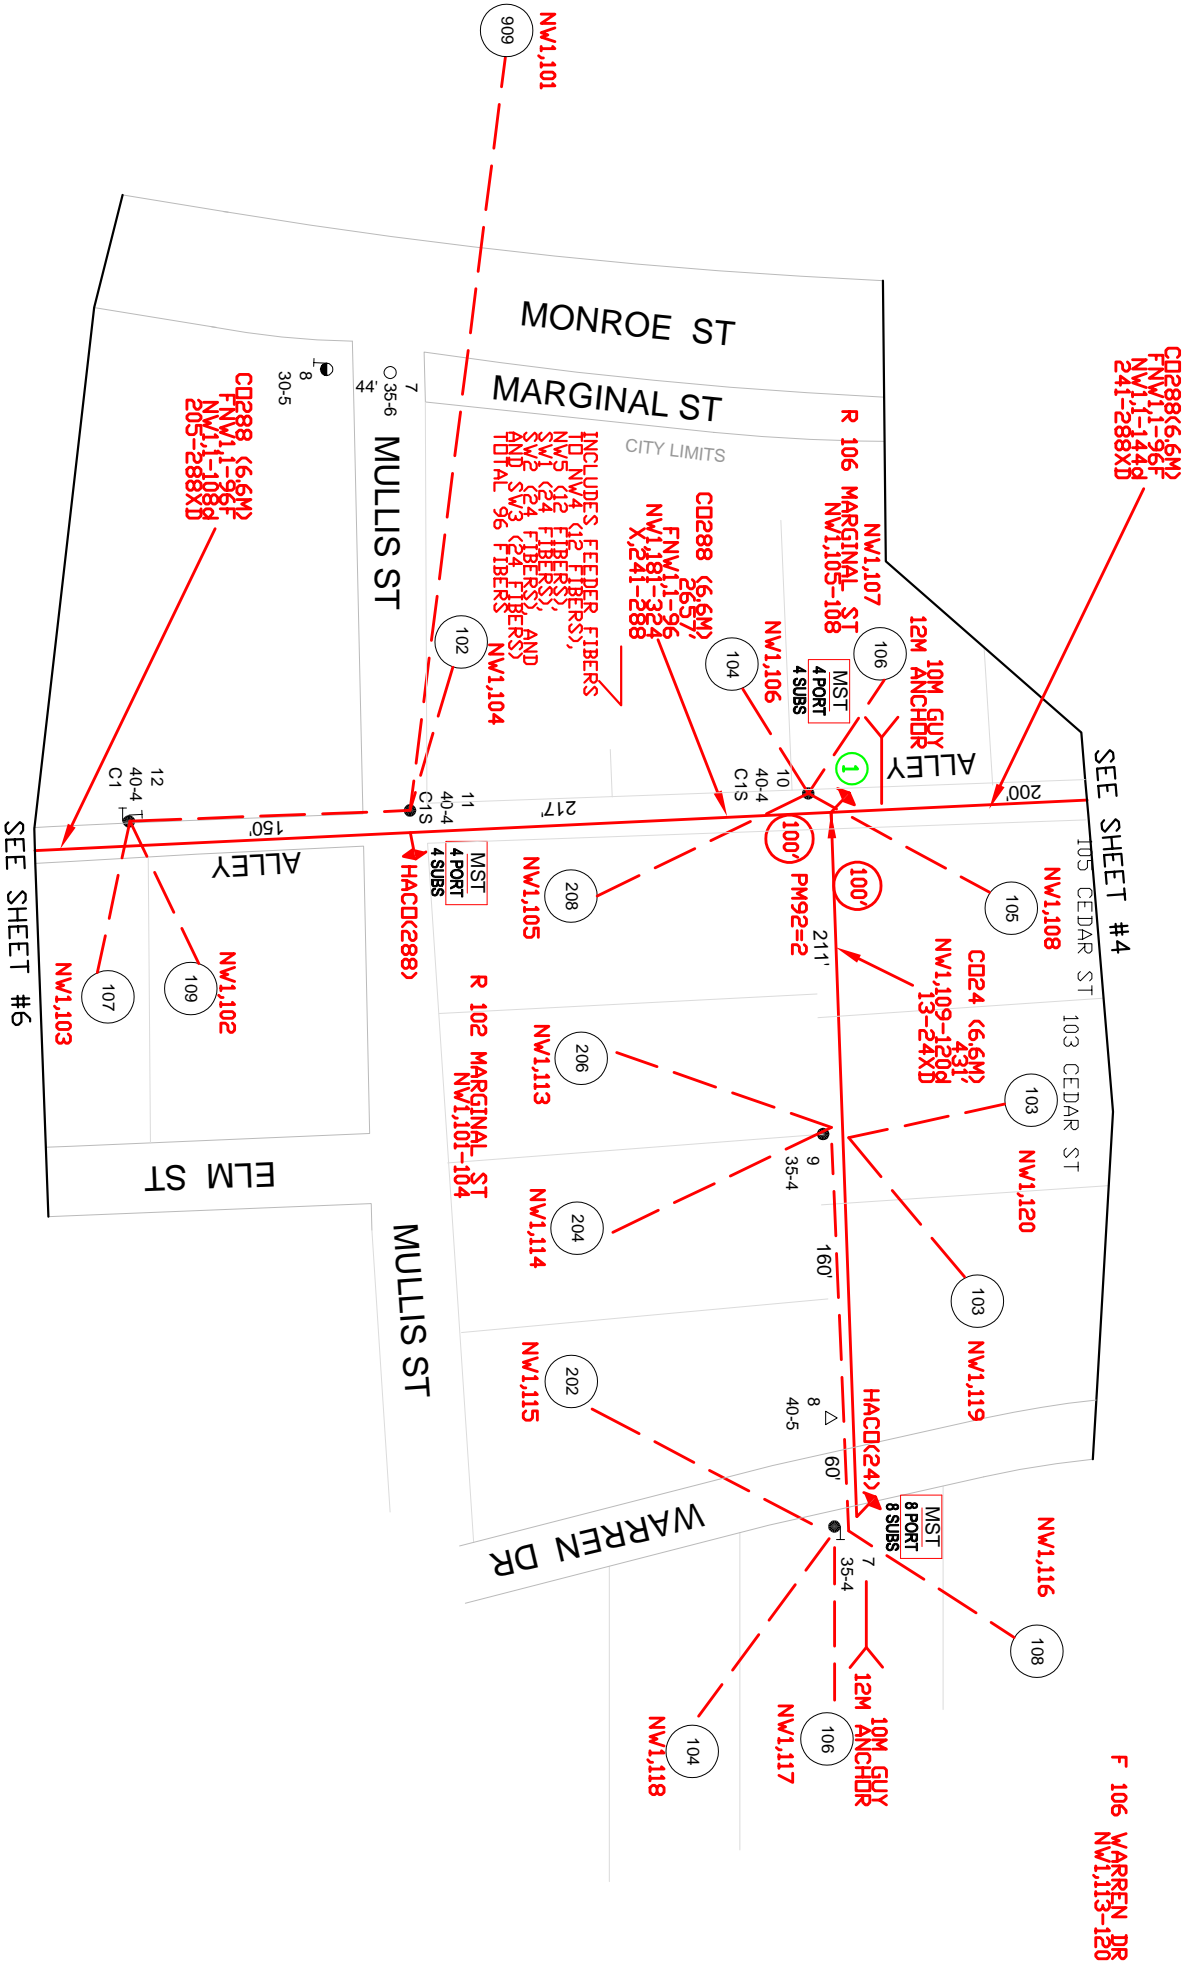 NW1,101
909
MONROE ST
MARGINAL ST
CITY LIMITS
MULLIS ST
7
35-6
44'
8
30-5
CO288(6.6M)
FNW1,1-96F
NW1,1-144d
241-288XD
CO288 (6.6M)
FNW1,1-96F
NW1,1-108d
205-288XD
R 106 MARGINAL ST
NW1,105-108
NW1,107
106
10M GUY
12M ANCHOR
MST
4 PORT
4 SUBS
NW1,106
104
CO288 (6.6M)
2657'
FNW1,1-96
NW1,181-324
X,241-288
INCLUDES FEEDER FIBERS
TO NW4 (12 FIBERS),
NW5 (12 FIBERS),
SW1 (24 FIBERS),
SW2 (24 FIBERS), AND
AND SW3 (24 FIBERS)
TOTAL 96 FIBERS
NW1,104
102
1
ALLEY
200'
SEE SHEET #4
10
40-4
C1S
217'
11
40-4
C1S
12
40-4
C1
150'
ALLEY
SEE SHEET #6
100'
100'
PM92=2
MST
4 PORT
4 SUBS
HACO(288)
208
NW1,105
105
NW1,108
105 CEDAR ST
103 CEDAR ST
211'
CO24 (6.6M)
431'
NW1,109-120d
13-24XD
109
NW1,102
107
NW1,103
R 102 MARGINAL ST
NW1,101-104
206
NW1,113
103
NW1,120
9
35-4
204
NW1,114
ELM ST
MULLIS ST
160'
103
NW1,119
202
NW1,115
8
40-5
60'
HACO(24)
MST
8 PORT
8 SUBS
WARREN DR
7
35-4
NW1,116
108
10M GUY
12M ANCHOR
106
NW1,117
104
NW1,118
F 106 WARREN DR
NW1,113-120